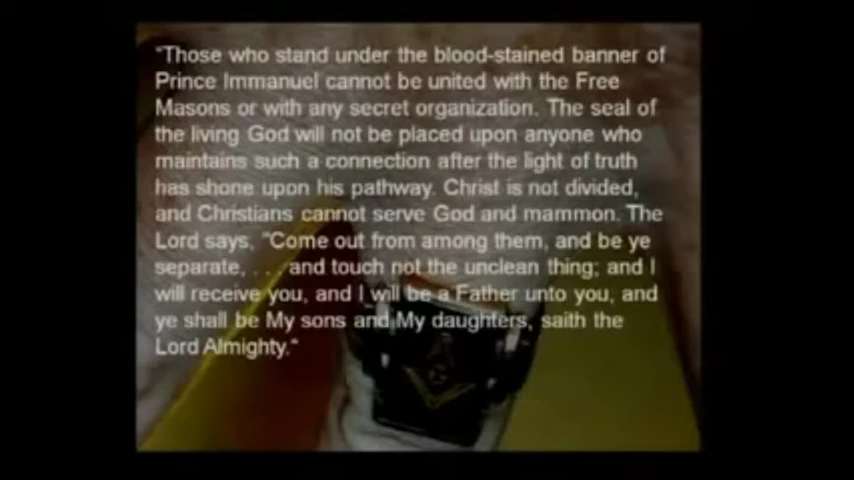 "Those who stand under the blood-stained banner of
Prince Immanuel cannot be united with the Free
Masons or with any secret organization. The seal of
the living God will not be placed upon anyone who
maintains such a connection after the light of truth
has shone upon his pathway. Christ is not divided,
and Christians cannot serve God and mammon. The
Lord says, "Come out from among them, and be ye
separate, . . . and touch not the unclean thing; and I
will receive you, and I will be a Father unto you, and
ye shall be My sons and My daughters, saith the
Lord Almighty."